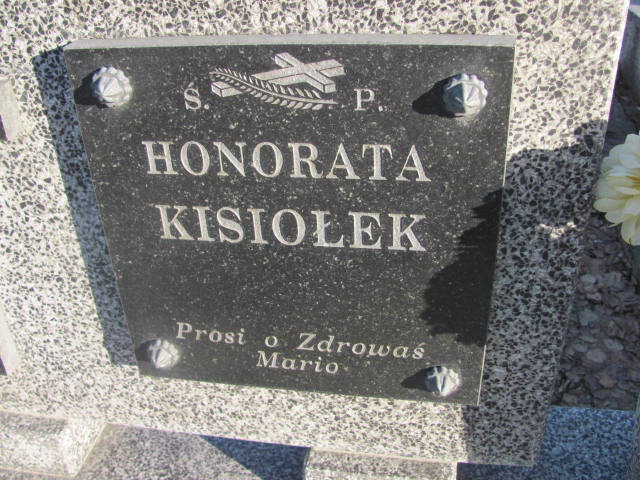 Ś. P.
HONORATA
KISIOŁEK
Prosi o Zdrowaś
Mario